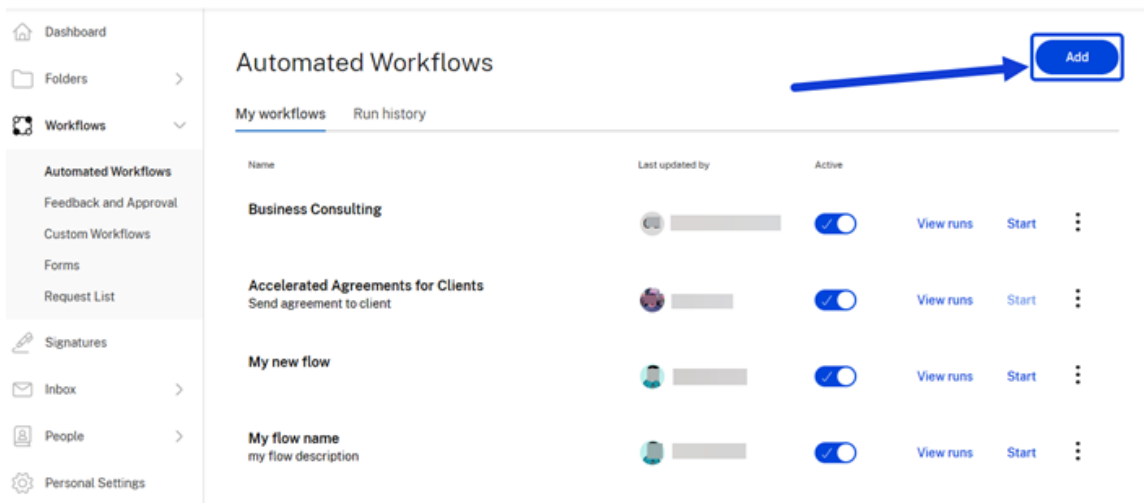 Dashboard
Folders
Workflows
Automated Workflows
Feedback and Approval
Custom Workflows
Forms
Request List
Signatures
Inbox
People
Personal Settings
Automated Workflows
Add
My workflows Run history
Name Last updated by Active
Business Consulting
View runs Start
Accelerated Agreements for Clients
Send agreement to client
View runs Start
My new flow
View runs Start
My flow name
my flow description
View runs Start